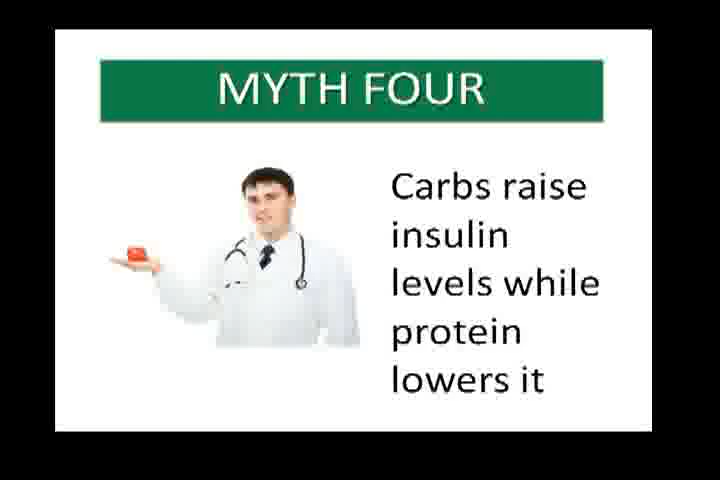 MYTH FOUR
Carbs raise
insulin
levels while
protein
lowers it